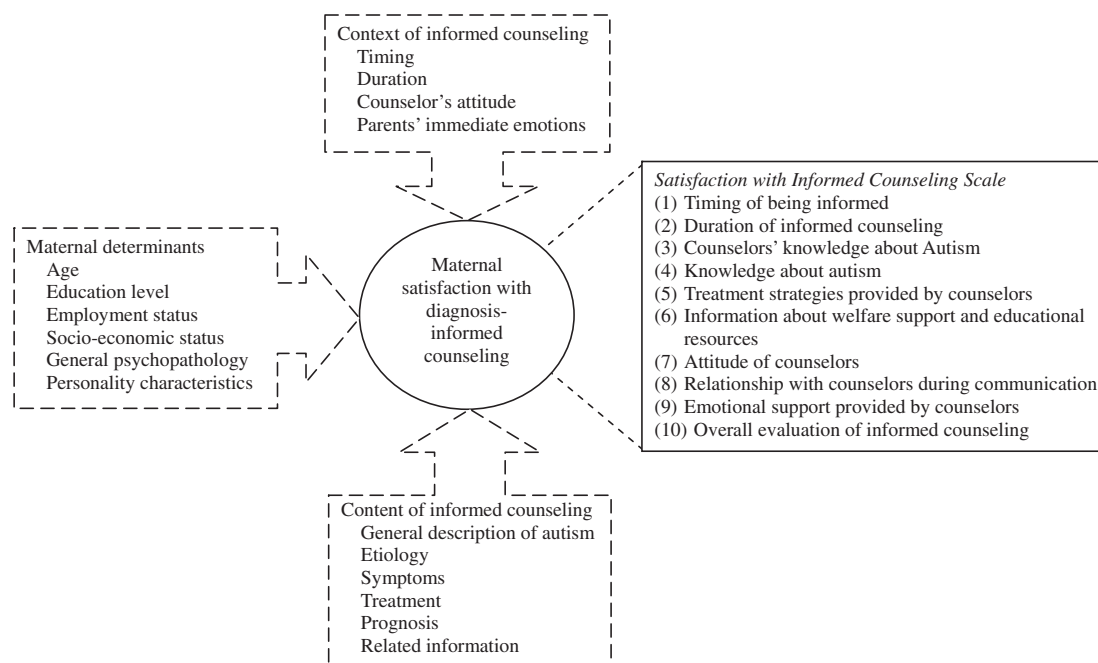 Context of informed counseling
Timing
Duration
Counselor's attitude
Parents' immediate emotions
Maternal determinants
Age
Education level
Employment status
Socio-economic status
General psychopathology
Personality characteristics
Maternal
satisfaction with
diagnosis-
informed
counseling
Satisfaction with Informed Counseling Scale
(1) Timing of being informed
(2) Duration of informed counseling
(3) Counselors' knowledge about Autism
(4) Knowledge about autism
(5) Treatment strategies provided by counselors
(6) Information about welfare support and educational
resources
(7) Attitude of counselors
(8) Relationship with counselors during communication
(9) Emotional support provided by counselors
(10) Overall evaluation of informed counseling
Content of informed counseling
General description of autism
Etiology
Symptoms
Treatment
Prognosis
Related information